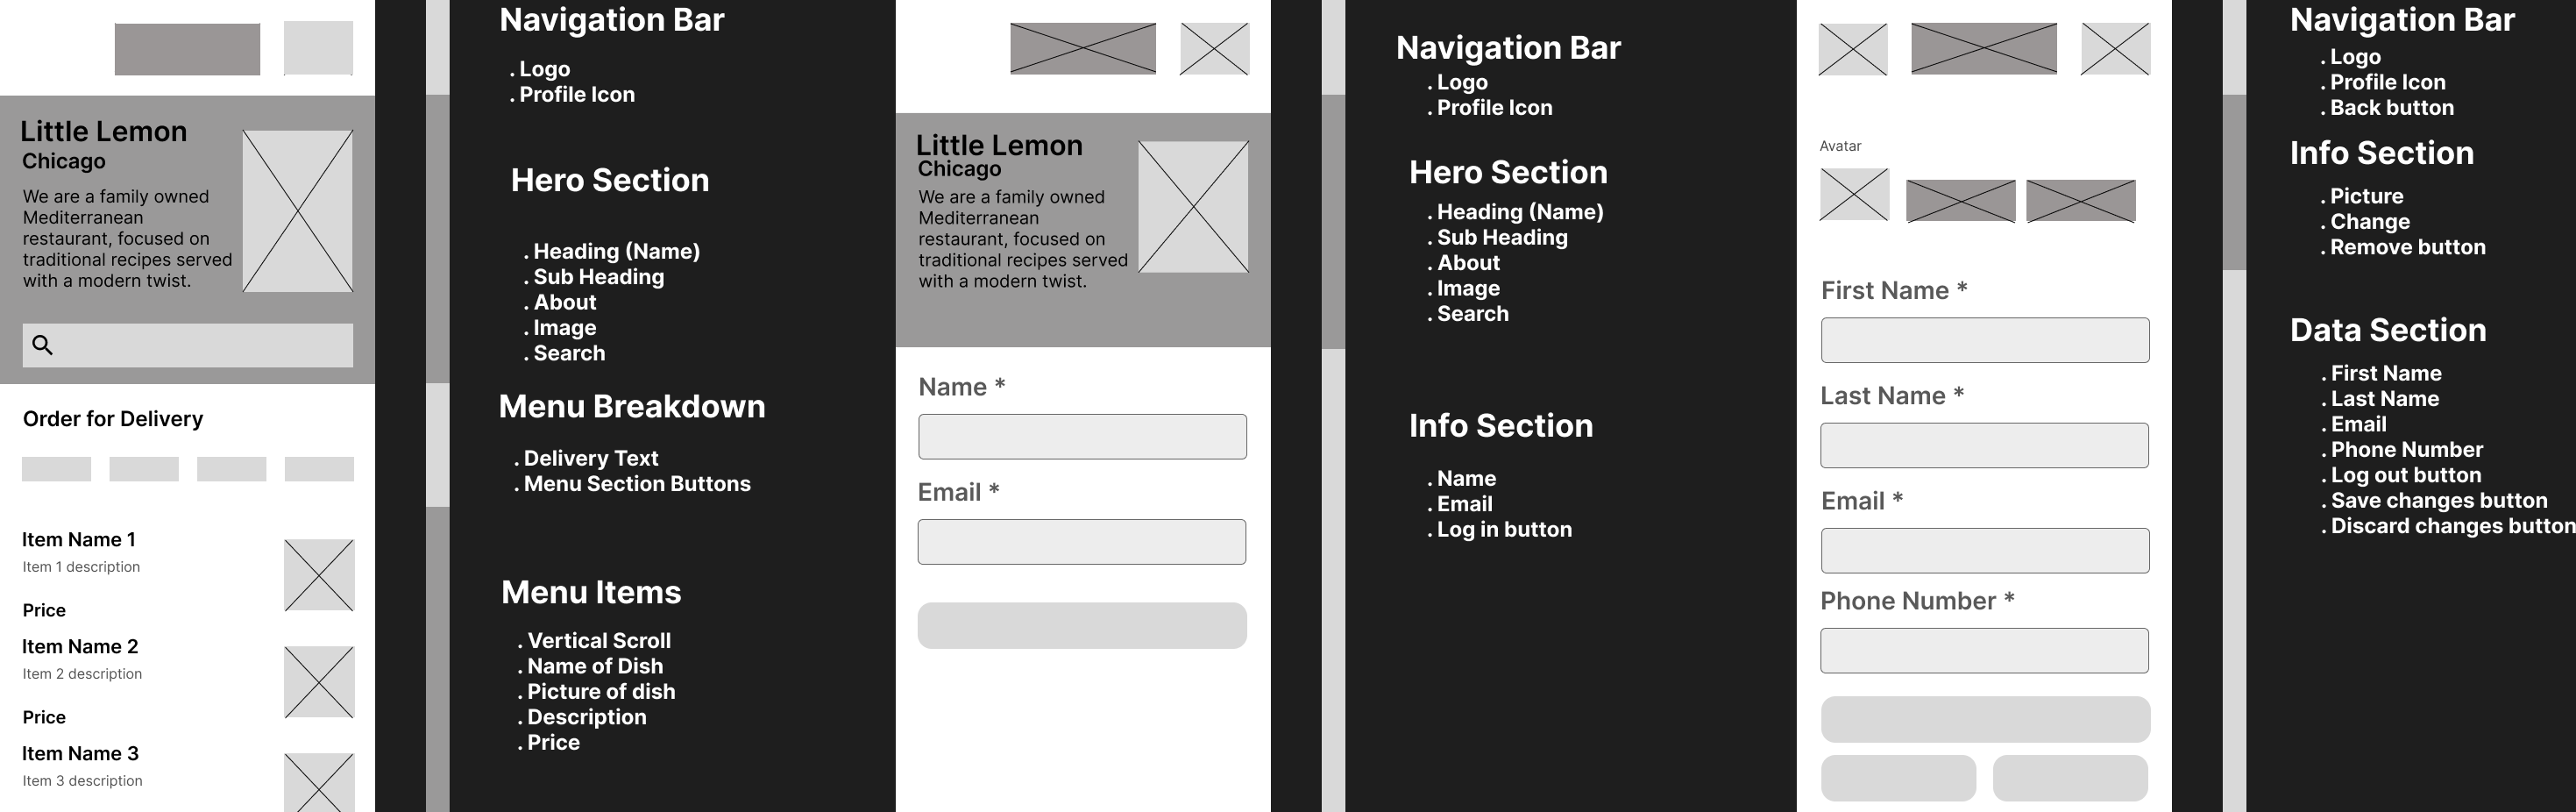 Little Lemon
Chicago
We are a family owned
Mediterranean
restaurant, focused on
traditional recipes served
with a modern twist.
Order for Delivery
Item Name 1
Item 1 description
Price
Item Name 2
Item 2 description
Price
Item Name 3
Item 3 description
Navigation Bar
. Logo
. Profile Icon
Hero Section
. Heading (Name)
. Sub Heading
. About
. Image
. Search
Menu Breakdown
. Delivery Text
. Menu Section Buttons
Menu Items
. Vertical Scroll
. Name of Dish
. Picture of dish
. Description
. Price
Little Lemon
Chicago
We are a family owned
Mediterranean
restaurant, focused on
traditional recipes served
with a modern twist.
Name *
Email *
Navigation Bar
. Logo
. Profile Icon
Hero Section
. Heading (Name)
. Sub Heading
. About
. Image
. Search
Info Section
. Name
. Email
. Log in button
Avatar
First Name *
Last Name *
Email *
Phone Number *
Navigation Bar
. Logo
. Profile Icon
. Back button
Info Section
. Picture
. Change
. Remove button
Data Section
. First Name
. Last Name
. Email
. Phone Number
. Log out button
. Save changes button
. Discard changes button